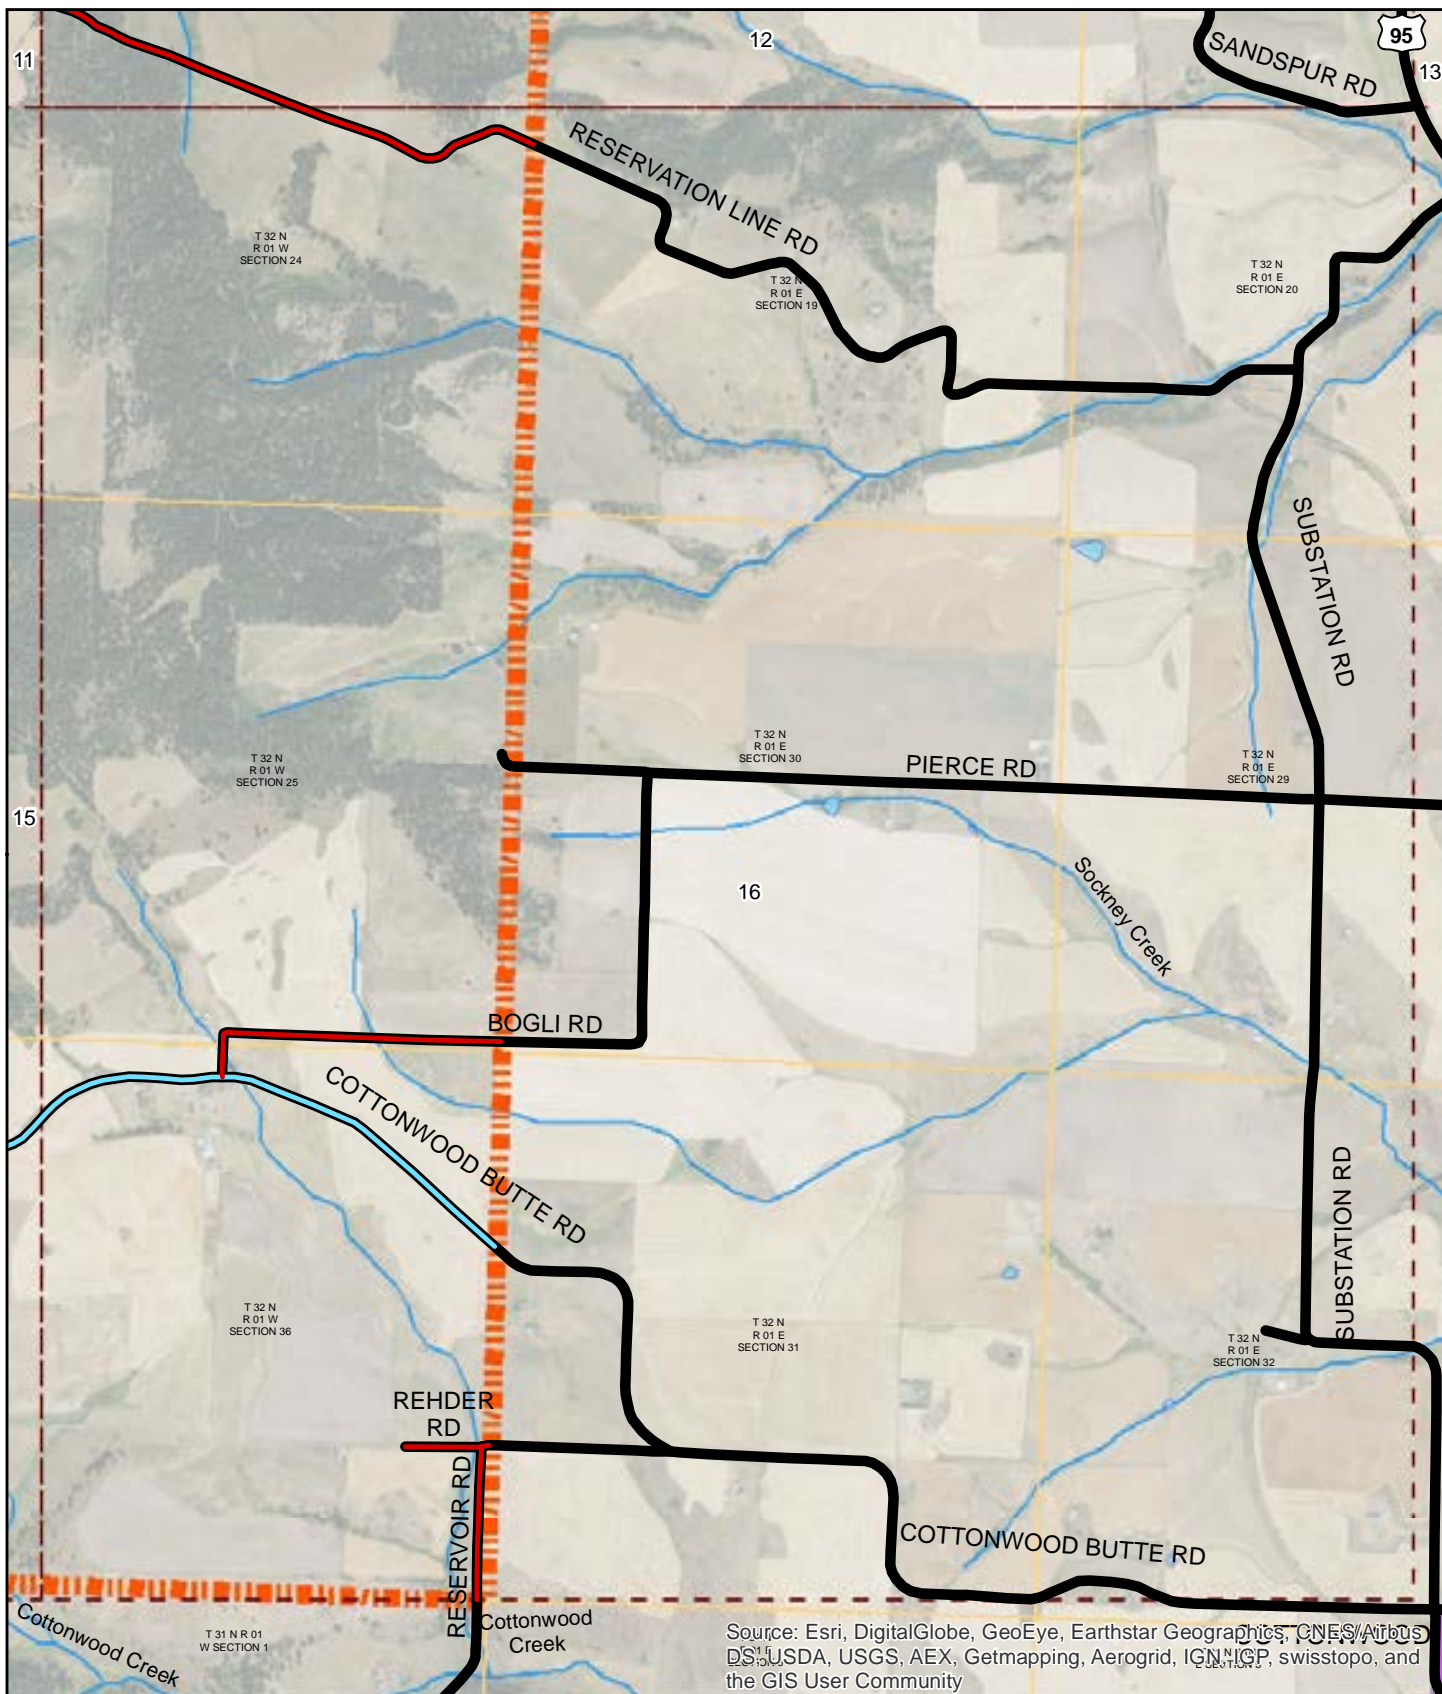 11
12
95
13
SANDSPUR RD
RESERVATION LINE RD
T 32 N
R 01 W
SECTION 24
T 32 N
R 01 E
SECTION 19
T 32 N
R 01 E
SECTION 20
SUBSTATION RD
T 32 N
R 01 W
SECTION 25
T 32 N
R 01 E
SECTION 30
PIERCE RD
T 32 N
R 01 E
SECTION 29
15
16
Sockney Creek
BOGLI RD
COTTONWOOD BUTTE RD
SUBSTATION RD
T 32 N
R 01 W
SECTION 36
T 32 N
R 01 E
SECTION 31
T 32 N
R 01 E
SECTION 32
REHDER
RD
RESERVOIR RD
COTTONWOOD BUTTE RD
Cottonwood Creek
T 31 N R 01
W SECTION 1
Cottonwood
Creek
COTTONWOOD
Source: Esri, DigitalGlobe, GeoEye, Earthstar Geographics, CNES/Airbus
DS, USDA, USGS, AEX, Getmapping, Aerogrid, IGN, IGP, swisstopo, and
the GIS User Community